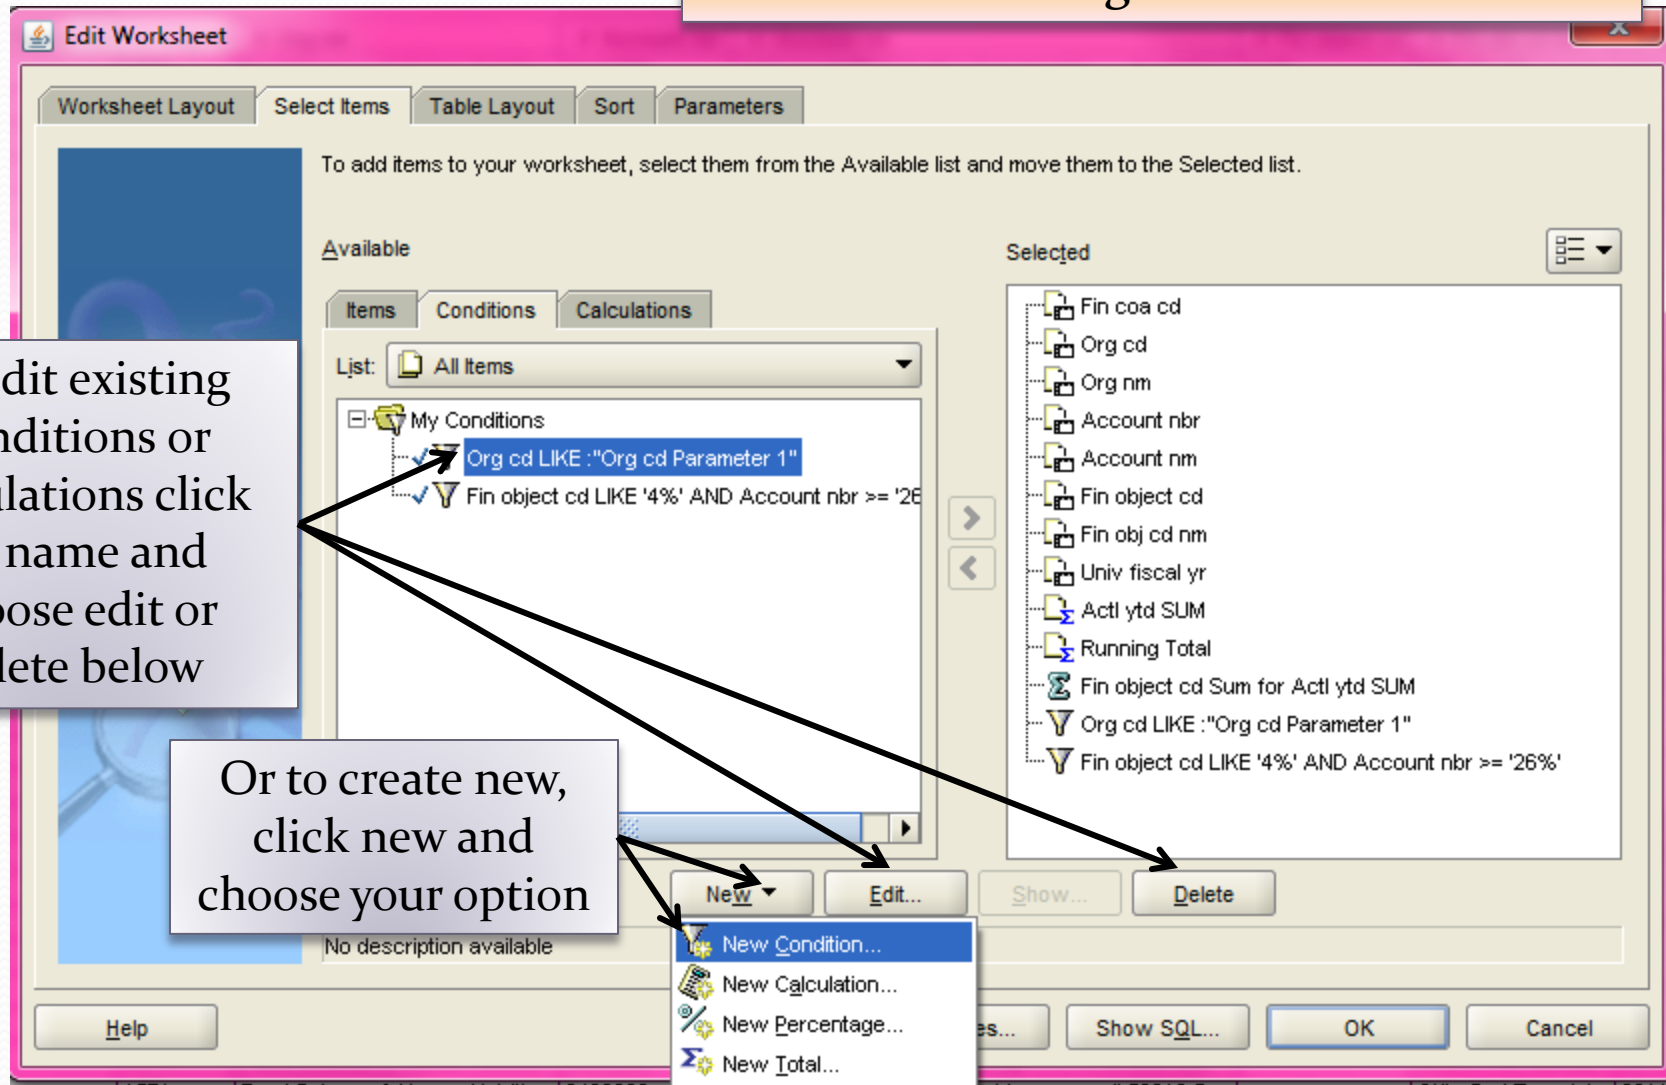 Edit Worksheet
Worksheet Layout
Select Items
Table Layout
Sort
Parameters
To add items to your worksheet, select them from the Available list and move them to the Selected list.
Available
Selected
Items
Conditions
Calculations
List:
All Items
My Conditions
Org cd LIKE :"Org cd Parameter 1"
Fin object cd LIKE '4%' AND Account nbr >= '26
Fin coa cd
Org cd
Org nm
Account nbr
Account nm
Fin object cd
Fin obj cd nm
Univ fiscal yr
Actl ytd SUM
Running Total
Fin object cd Sum for Actl ytd SUM
Org cd LIKE :"Org cd Parameter 1"
Fin object cd LIKE '4%' AND Account nbr >= '26%'
dit existing
nditions or
ulations click
name and
oose edit or
lete below
Or to create new,
click new and
choose your option
New
Edit...
Show...
Delete
No description available
New Condition...
New Calculation...
New Percentage...
New Total...
Help
es...
Show SQL...
OK
Cancel